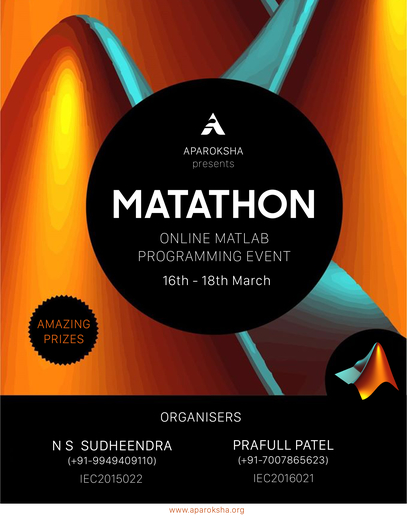 APAROKSHA
presents
MATATHON
ONLINE MATLAB
PROGRAMMING EVENT
16th - 18th March
AMAZING
PRIZES
ORGANISERS
N S SUDHEENDRA
(+91-9949409110)
IEC2015022
PRAFULL PATEL
(+91-7007865623)
IEC2016021
www.aparoksha.org